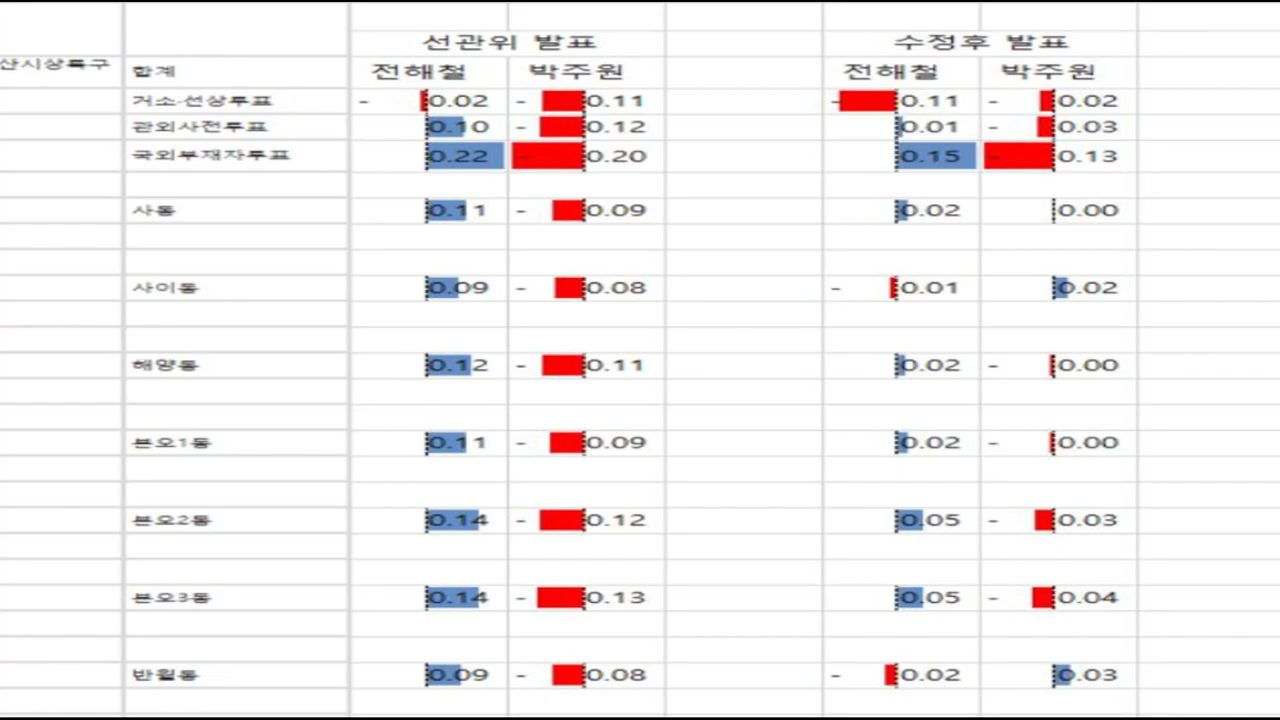 선관위 발표 수정후 발표
산시상록구 합계 전해철 박주원 전해철 박주원
거소·선상투표 - 0.02 - 0.11 - 0.11 - 0.02
관외사전투표 0.10 - 0.12 0.01 - 0.03
국외부재자투표 0.22 - 0.20 0.15 - 0.13
사동 0.11 - 0.09 0.02 0.00
사이동 0.09 - 0.08 - 0.01 0.02
해양동 0.12 - 0.11 0.02 - 0.00
본오1동 0.11 - 0.09 0.02 - 0.00
본오2동 0.14 - 0.12 0.05 - 0.03
본오3동 0.14 - 0.13 0.05 - 0.04
반월동 0.09 - 0.08 - 0.02 0.03